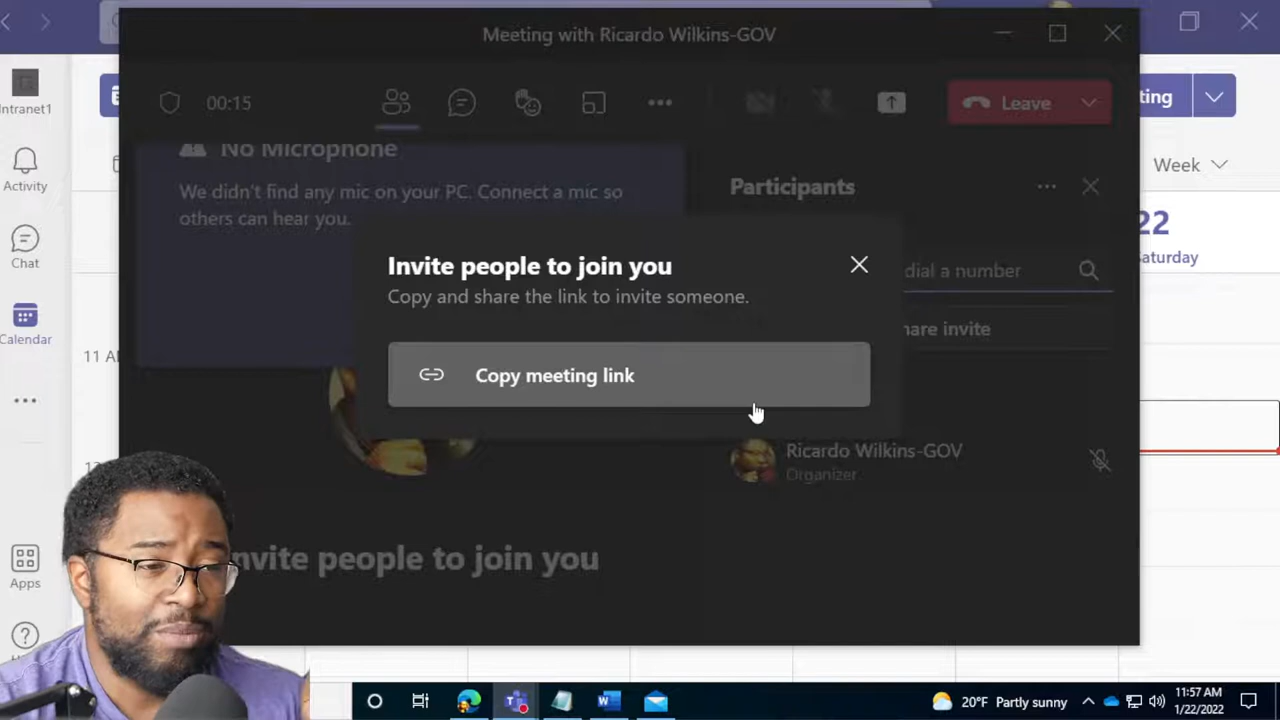 Meeting with Ricardo Wilkins-GOV
Intranet1
00:15
Leave
ting
No Microphone
We didn't find any mic on your PC. Connect a mic so
others can hear you.
Participants
Week
Activity
22
aturday
Invite people to join you
Copy and share the link to invite someone.
dial a number
Chat
hare invite
Calendar
11 A
Copy meeting link
Ricardo Wilkins-GOV
Organizer
nvite people to join you
Apps
20°F Partly sunny
11:57 AM
1/22/2022